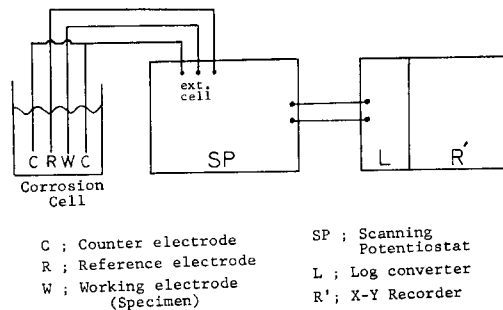 ext.
cell
C R W C
SP
L
R'
Corrosion
Cell
C ; Counter electrode
R ; Reference electrode
W ; Working electrode
(Specimen)
SP ; Scanning
Potentiostat
L ; Log converter
R'; X-Y Recorder